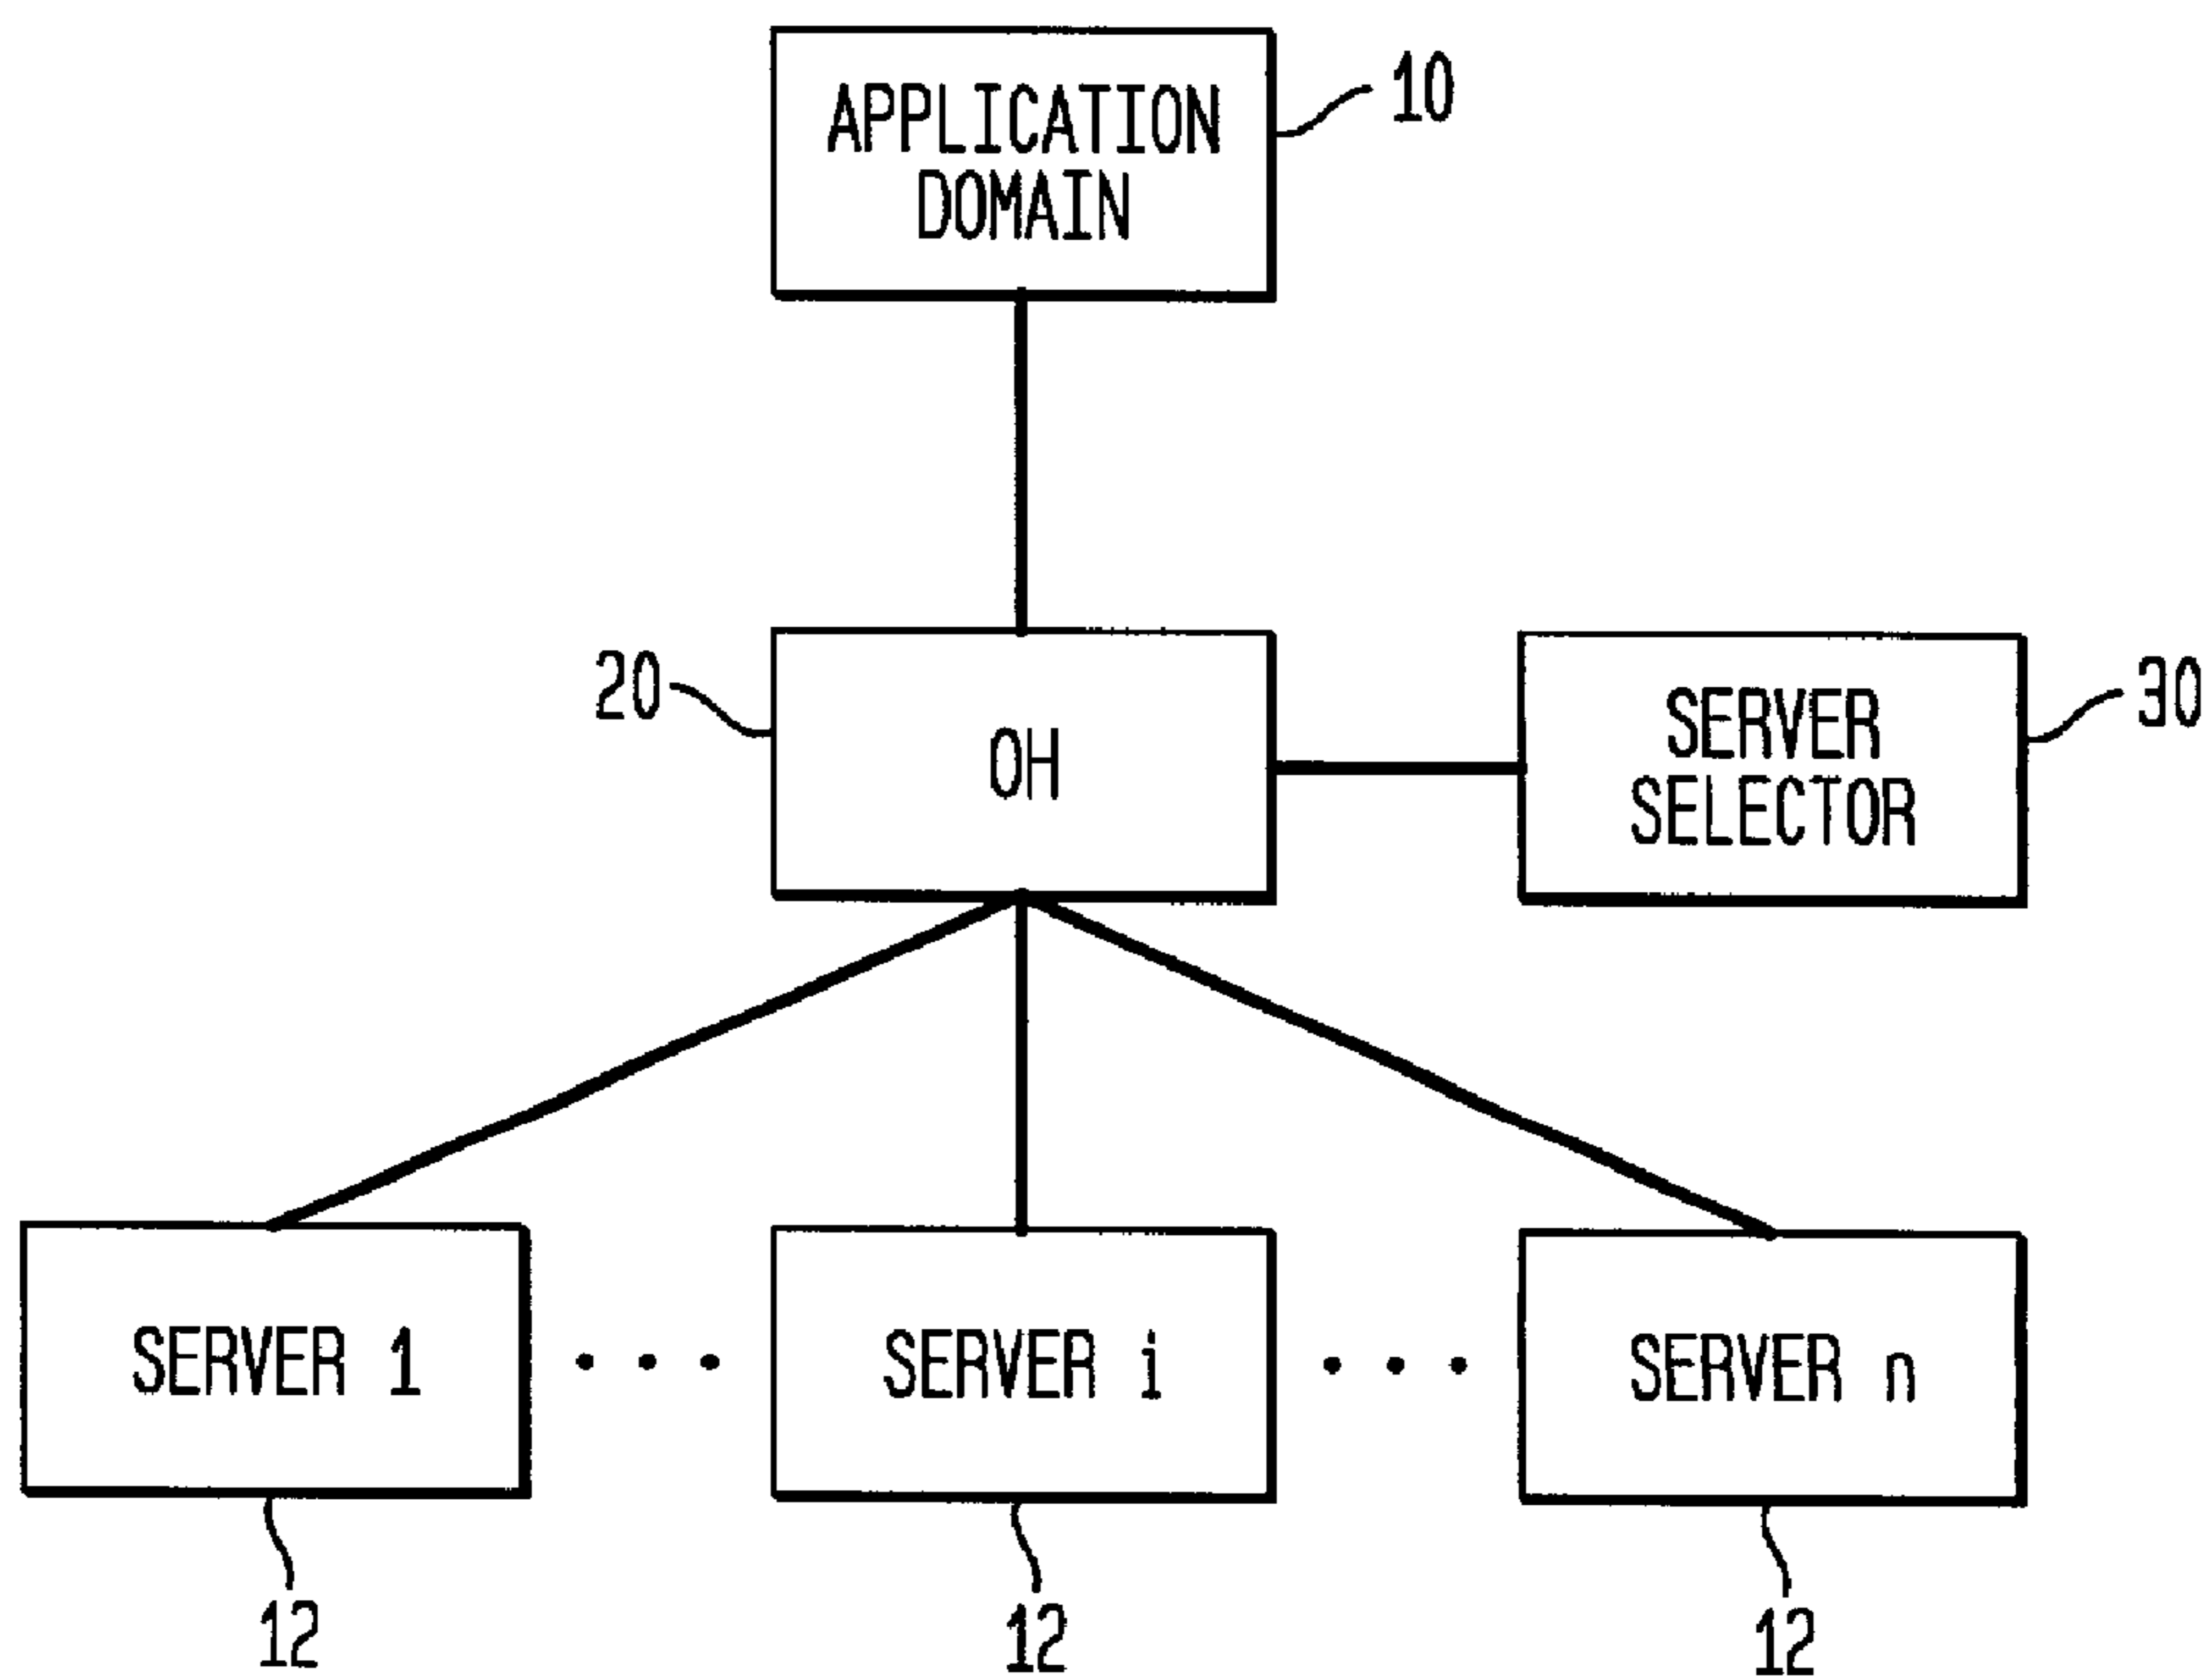 APPLICATION
DOMAIN
10
20
OH
SERVER
SELECTOR
30
SERVER 1
. . .
SERVER i
. . .
SERVER n
12
12
12